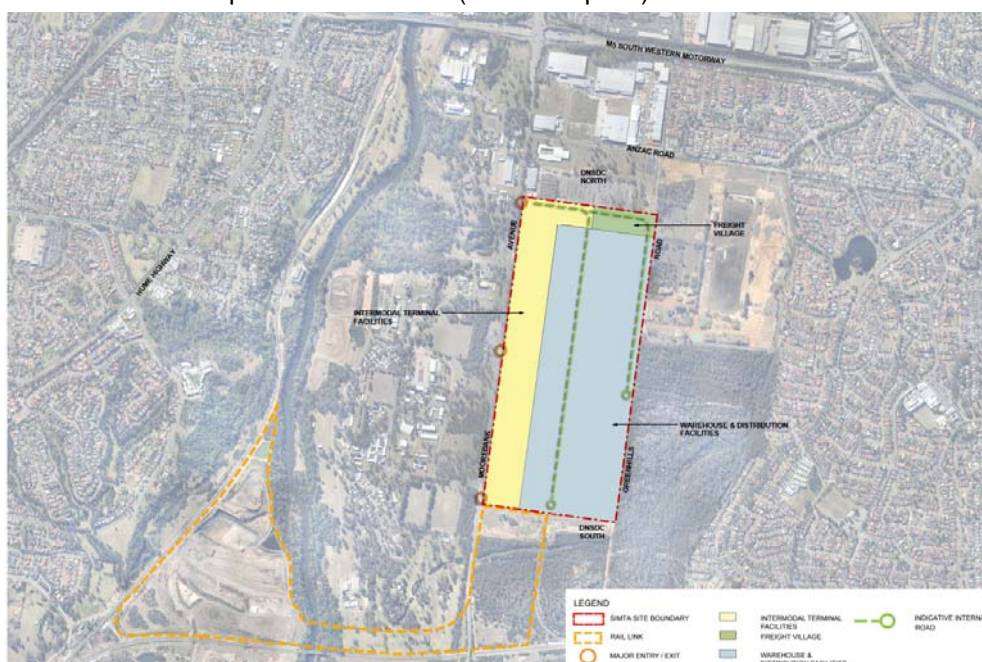 M5 SOUTH WESTERN MOTORWAY
ANZAC ROAD
DNSDC
NORTH
AVENUE
ROAD
FREIGHT
VILLAGE
HUME HIGHWAY
INTERMODAL TERMINAL
FACILITIES
WAREHOUSE & DISTRIBUTION
FACILITIES
MOOREBANK
GREENHILLS
DNSDC
SOUTH
LEGEND
SIMTA SITE BOUNDARY
RAIL LINK
MAJOR ENTRY / EXIT
INTERMODAL TERMINAL
FACILITIES
FREIGHT VILLAGE
WAREHOUSE &
INDICATIVE INTERNA
ROAD